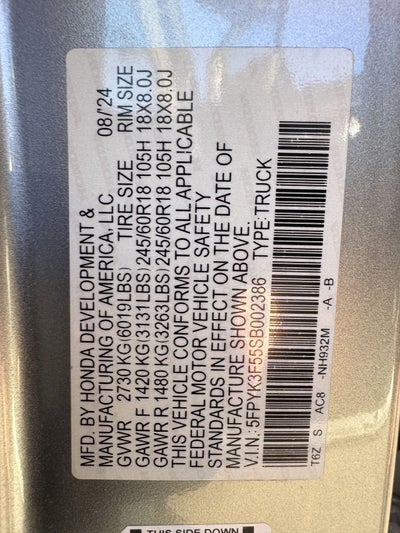 MFD. BY HONDA DEVELOPMENT &
MANUFACTURING OF AMERICA, LLC. 08/'24
GVWR 2730 KG(6019LBS) TIRE SIZE RIM SIZE
GAWR F 1420 KG(3131LBS)245/60R18 105H 18X8.0J
GAWR R 1480 KG(3263LBS)245/60R18 105H 18X8.0J
THIS VEHICLE CONFORMS TO ALL APPLICABLE
FEDERAL MOTOR VEHICLE SAFETY
STANDARDS IN EFFECT ON THE DATE OF
MANUFACTURE SHOWN ABOVE.
V.I.N: 5FPYK3F55SB002386 TYPE: TRUCK
T6Z S AC8 -NH932M -A -B
THIS SIDE DOWN